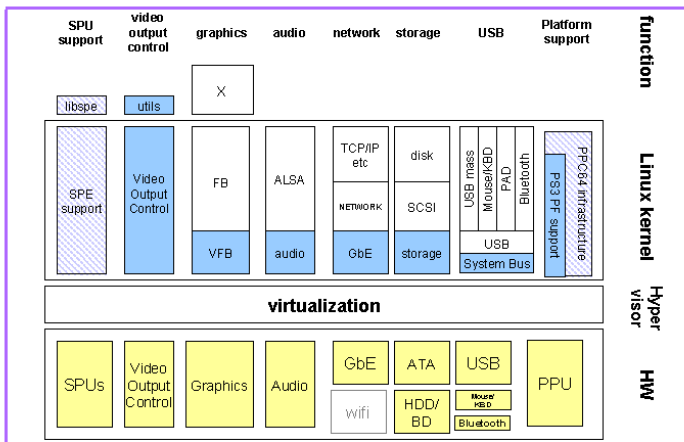 SPU
support
video
output
control
graphics
audio
network
storage
USB
Platform
support
function
X
libspe
utils
SPE
support
Video
Output
Control
FB
VFB
ALSA
audio
TCP/IP
etc
NETWORK
GbE
disk
SCSI
storage
USB mass
Mouse/KBD
PAD
Bluetooth
USB
System Bus
PS3 PF support
PPC64 infrastructure
Linux kernel
virtualization
Hyper
visor
SPUs
Video
Output
Control
Graphics
Audio
GbE
wifi
ATA
HDD/
BD
USB
Mouse/
KBD
Bluetooth
PPU
HW